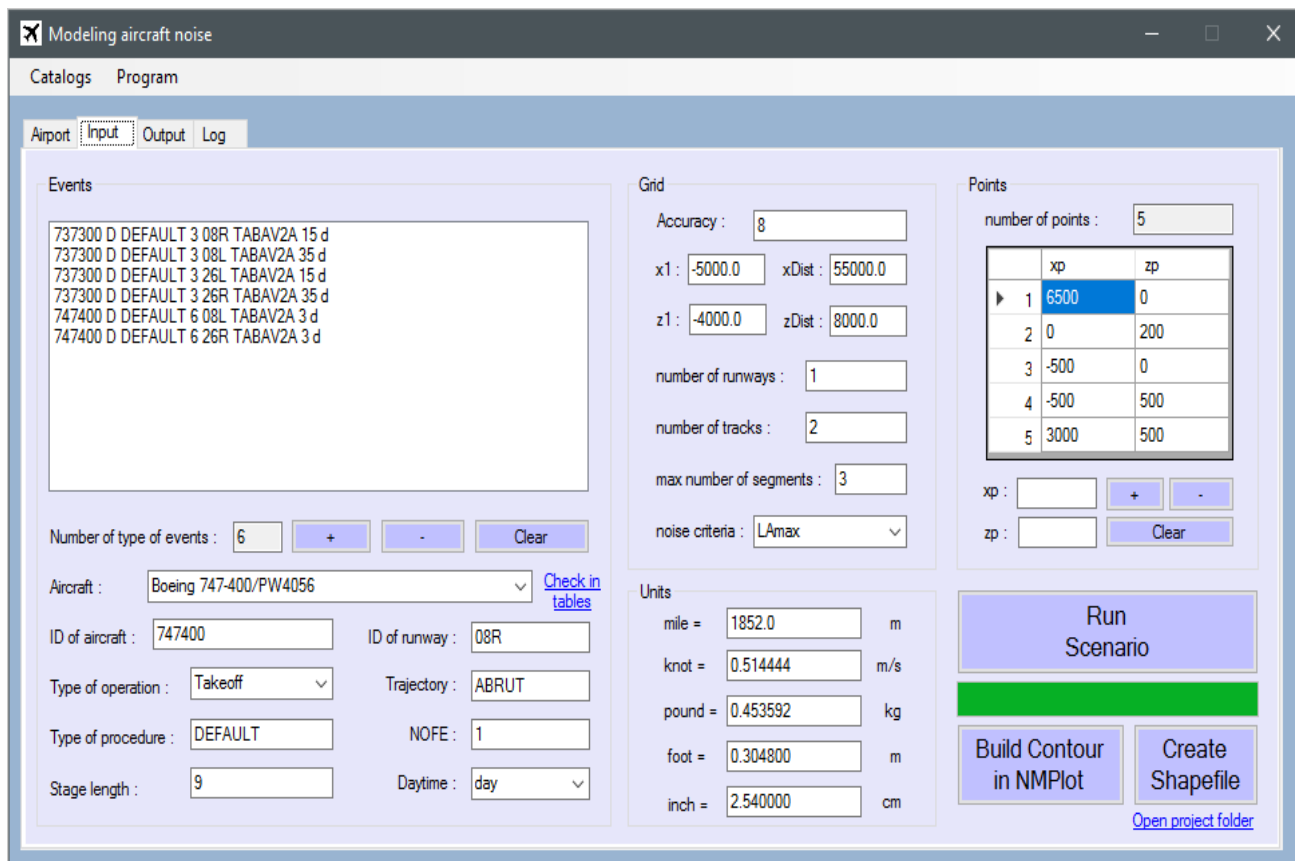 Modeling aircraft noise
Catalogs Program
Airport Input Output Log
Events
737300 D DEFAULT 3 08R TABAV2A 15 d
737300 D DEFAULT 3 08L TABAV2A 35 d
737300 D DEFAULT 3 26L TABAV2A 15 d
737300 D DEFAULT 3 26R TABAV2A 35 d
747400 D DEFAULT 6 08L TABAV2A 3 d
747400 D DEFAULT 6 26R TABAV2A 3 d
Number of type of events : 6 + - Clear
Aircraft : Boeing 747-400/PW4056 Check in
tables
ID of aircraft : 747400 ID of runway : 08R
Type of operation : Takeoff Trajectory : ABRUT
Type of procedure : DEFAULT NOFE : 1
Stage length : 9 Daytime : day
Grid
Accuracy : 8
x1 : -5000.0 xDist : 55000.0
z1 : -4000.0 zDist : 8000.0
number of runways : 1
number of tracks : 2
max number of segments : 3
noise criteria : LAmax
Units
mile = 1852.0 m
knot = 0.514444 m/s
pound = 0.453592 kg
foot = 0.304800 m
inch = 2.540000 cm
Points
number of points : 5
xp zp
1 6500 0
2 0 200
3 -500 0
4 -500 500
5 3000 500
xp : + -
zp : Clear
Run
Scenario
Build Contour
in NMPlot
Create
Shapefile
Open project folder